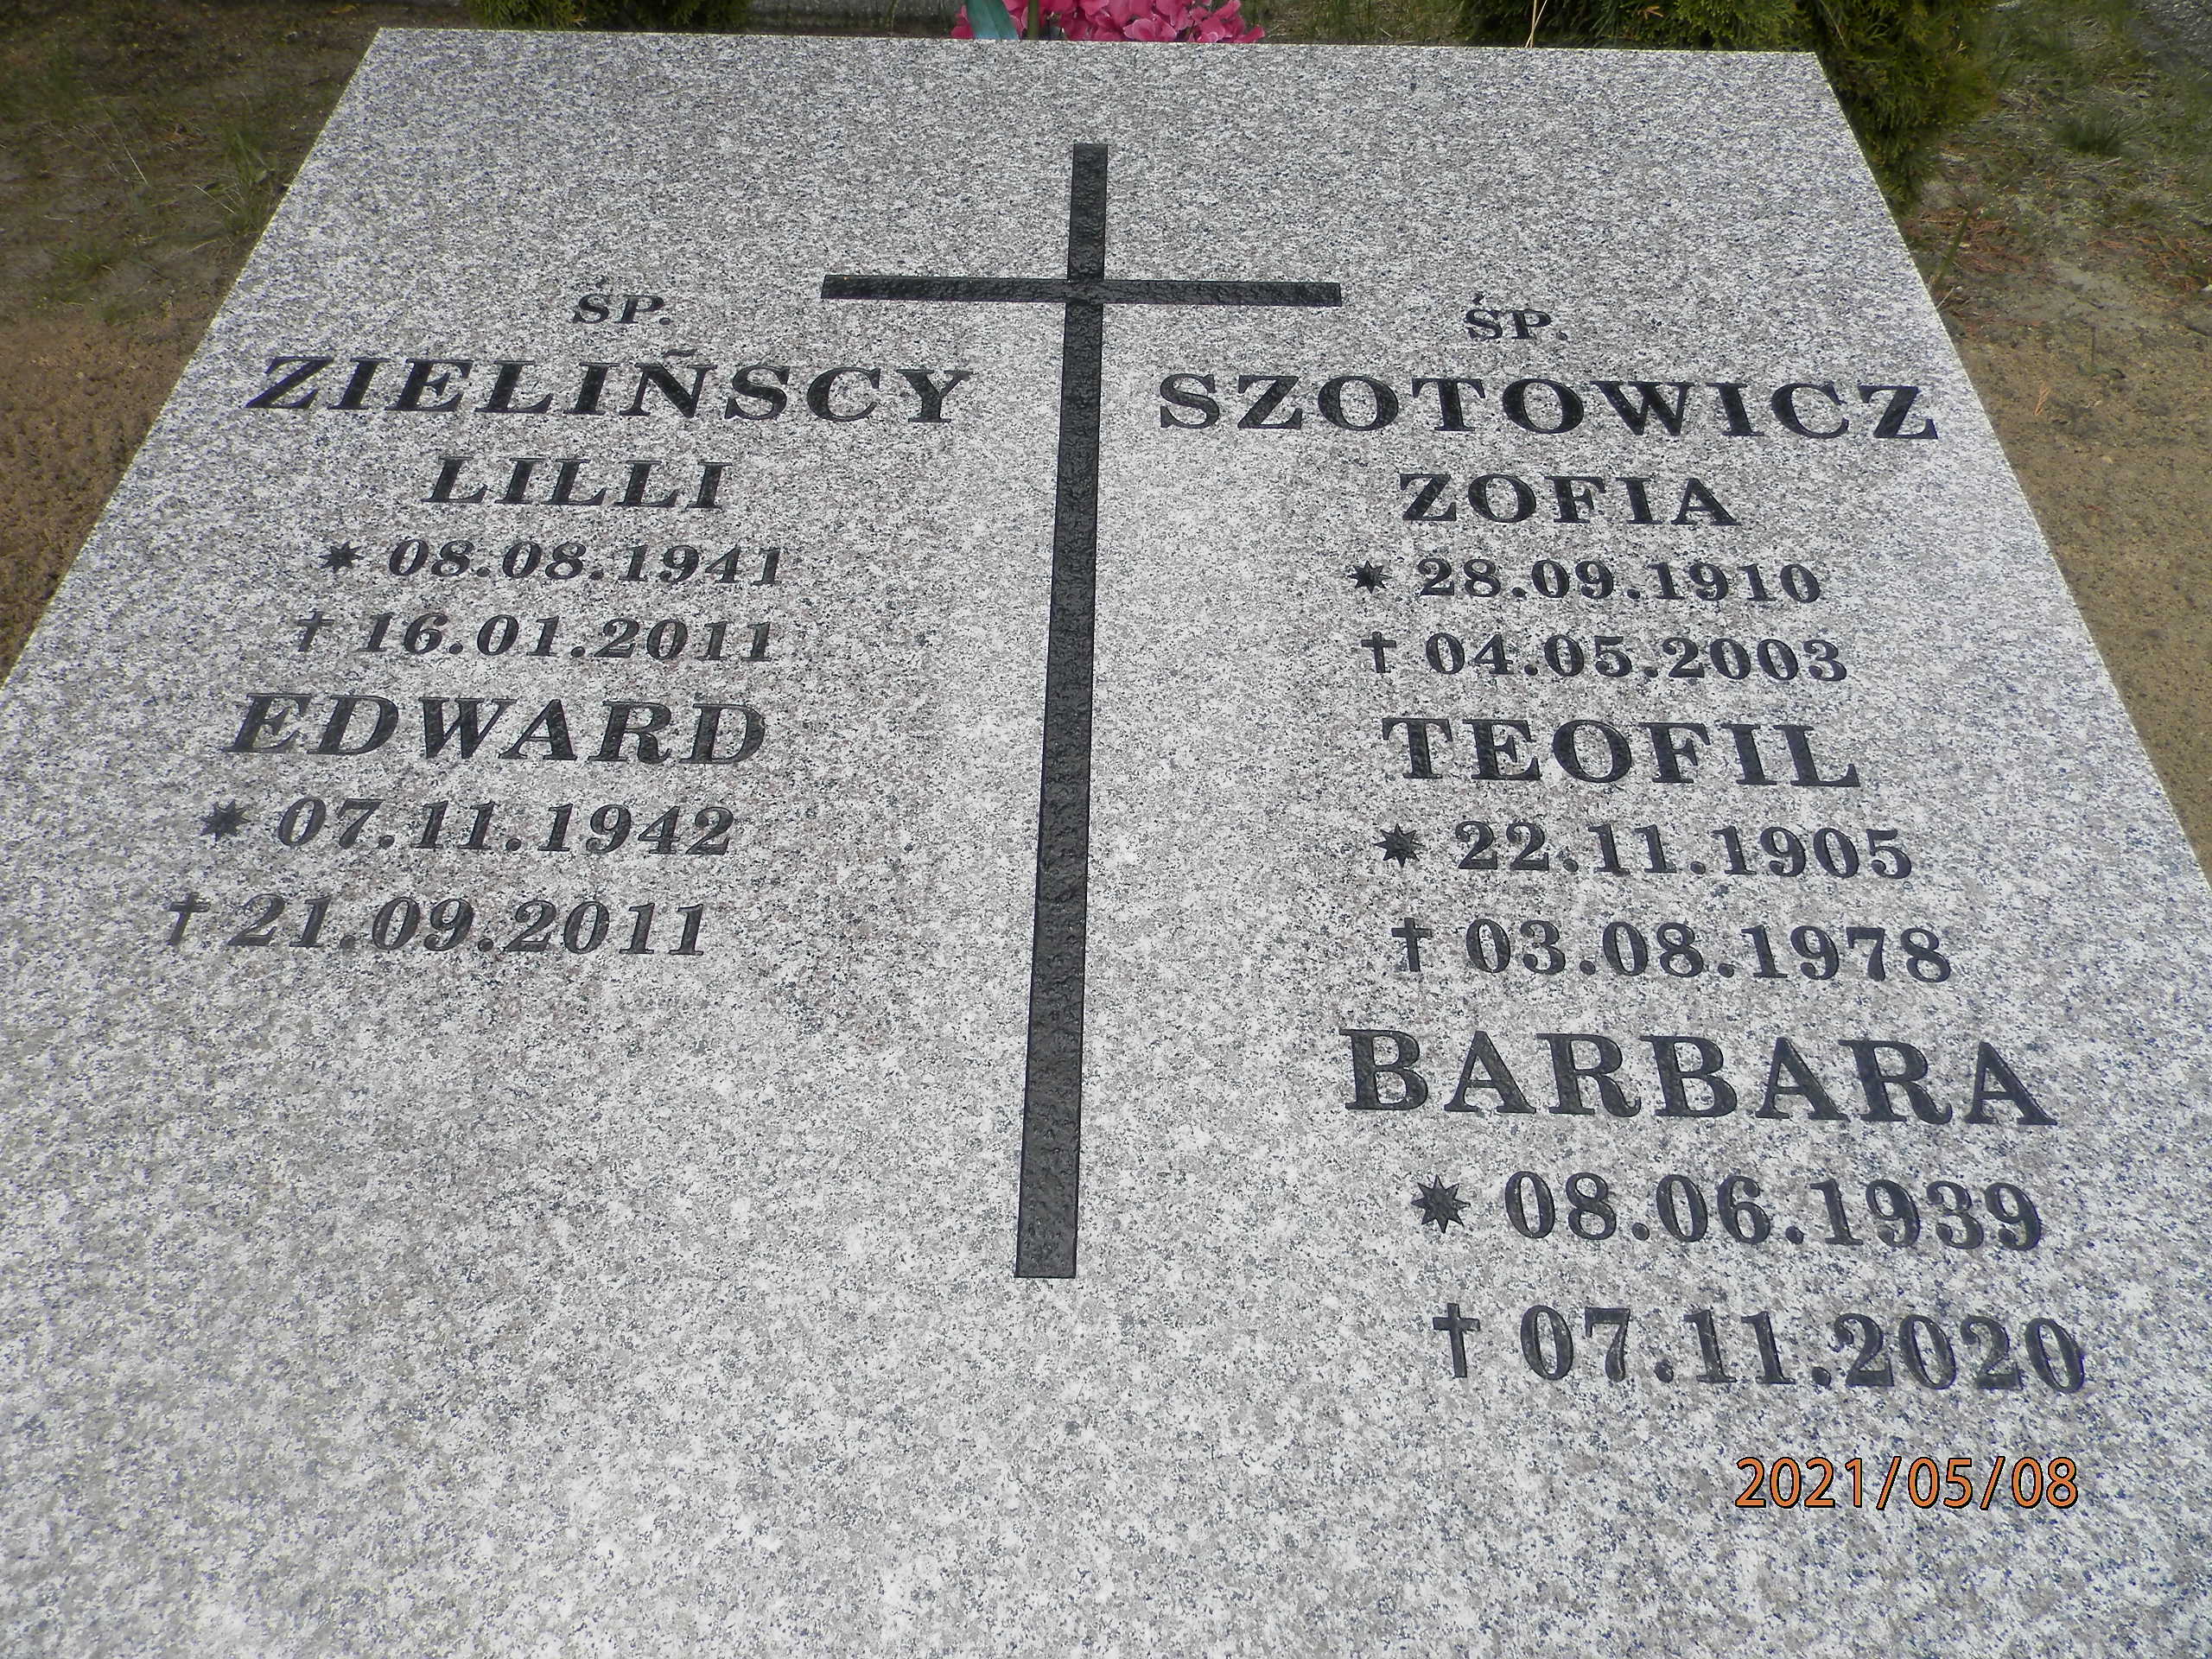 ŚP.
ZIELIÑSCY
LILLI
✷ 08.08.1941
† 16.01.2011
EDWARD
✷ 07.11.1942
† 21.09.2011
ŚP.
SZOTOWICZ
ZOFIA
✷ 28.09.1910
† 04.05.2003
TEOFIL
✷ 22.11.1905
† 03.08.1978
BARBARA
✷ 08.06.1939
† 07.11.2020
2021/05/08